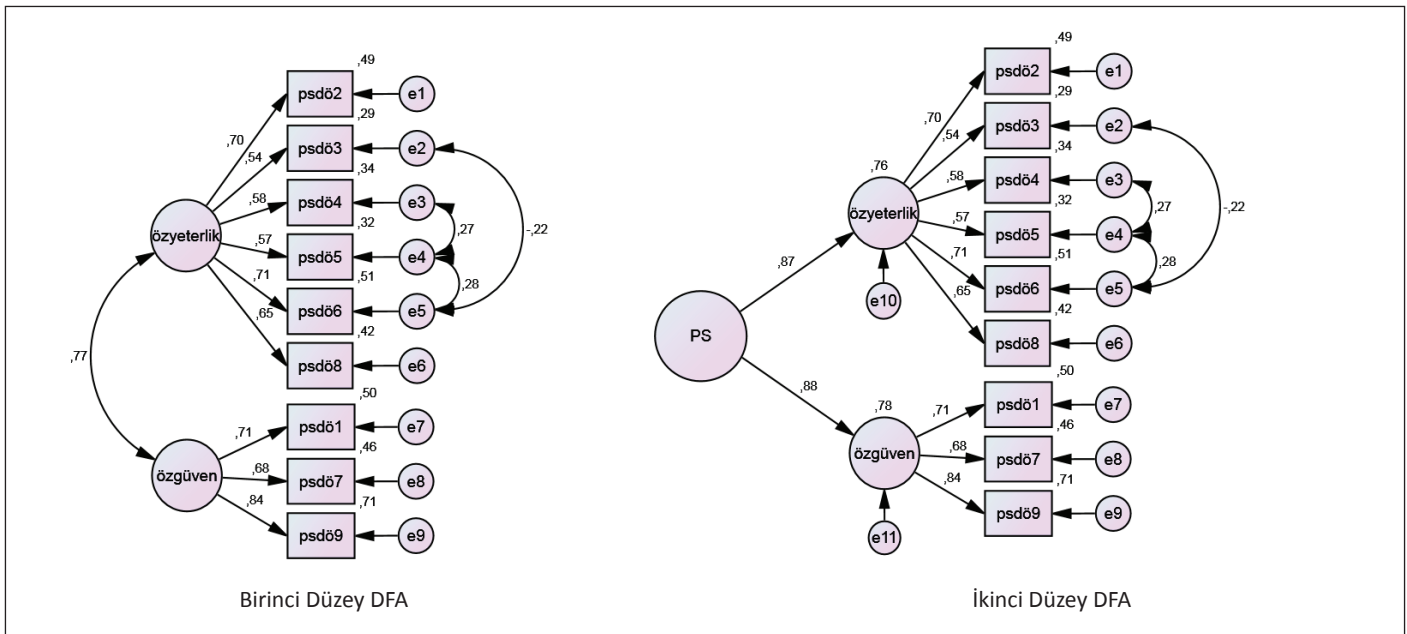 ,49
psdö2
e1
,29
,70
psdö3
e2
,54
,34
psdö4
e3
,58
,32
,27
özyeterlik
-,22
,57
psdö5
e4
,51
,28
,71
psdö6
e5
,65
,42
psdö8
e6
,77
,50
psdö1
e7
,71
,46
özgüven
,68
psdö7
e8
,71
,84
psdö9
e9
Birinci Düzey DFA
,49
psdö2
e1
,29
,70
psdö3
e2
,54
,34
,76
psdö4
e3
,58
,32
,27
özyeterlik
-,22
,57
psdö5
e4
,51
,28
,87
,71
psdö6
e5
,65
,42
e10
PS
psdö8
e6
,50
,88
,78
psdö1
e7
,71
,46
özgüven
,68
psdö7
e8
,71
,84
psdö9
e9
e11
İkinci Düzey DFA